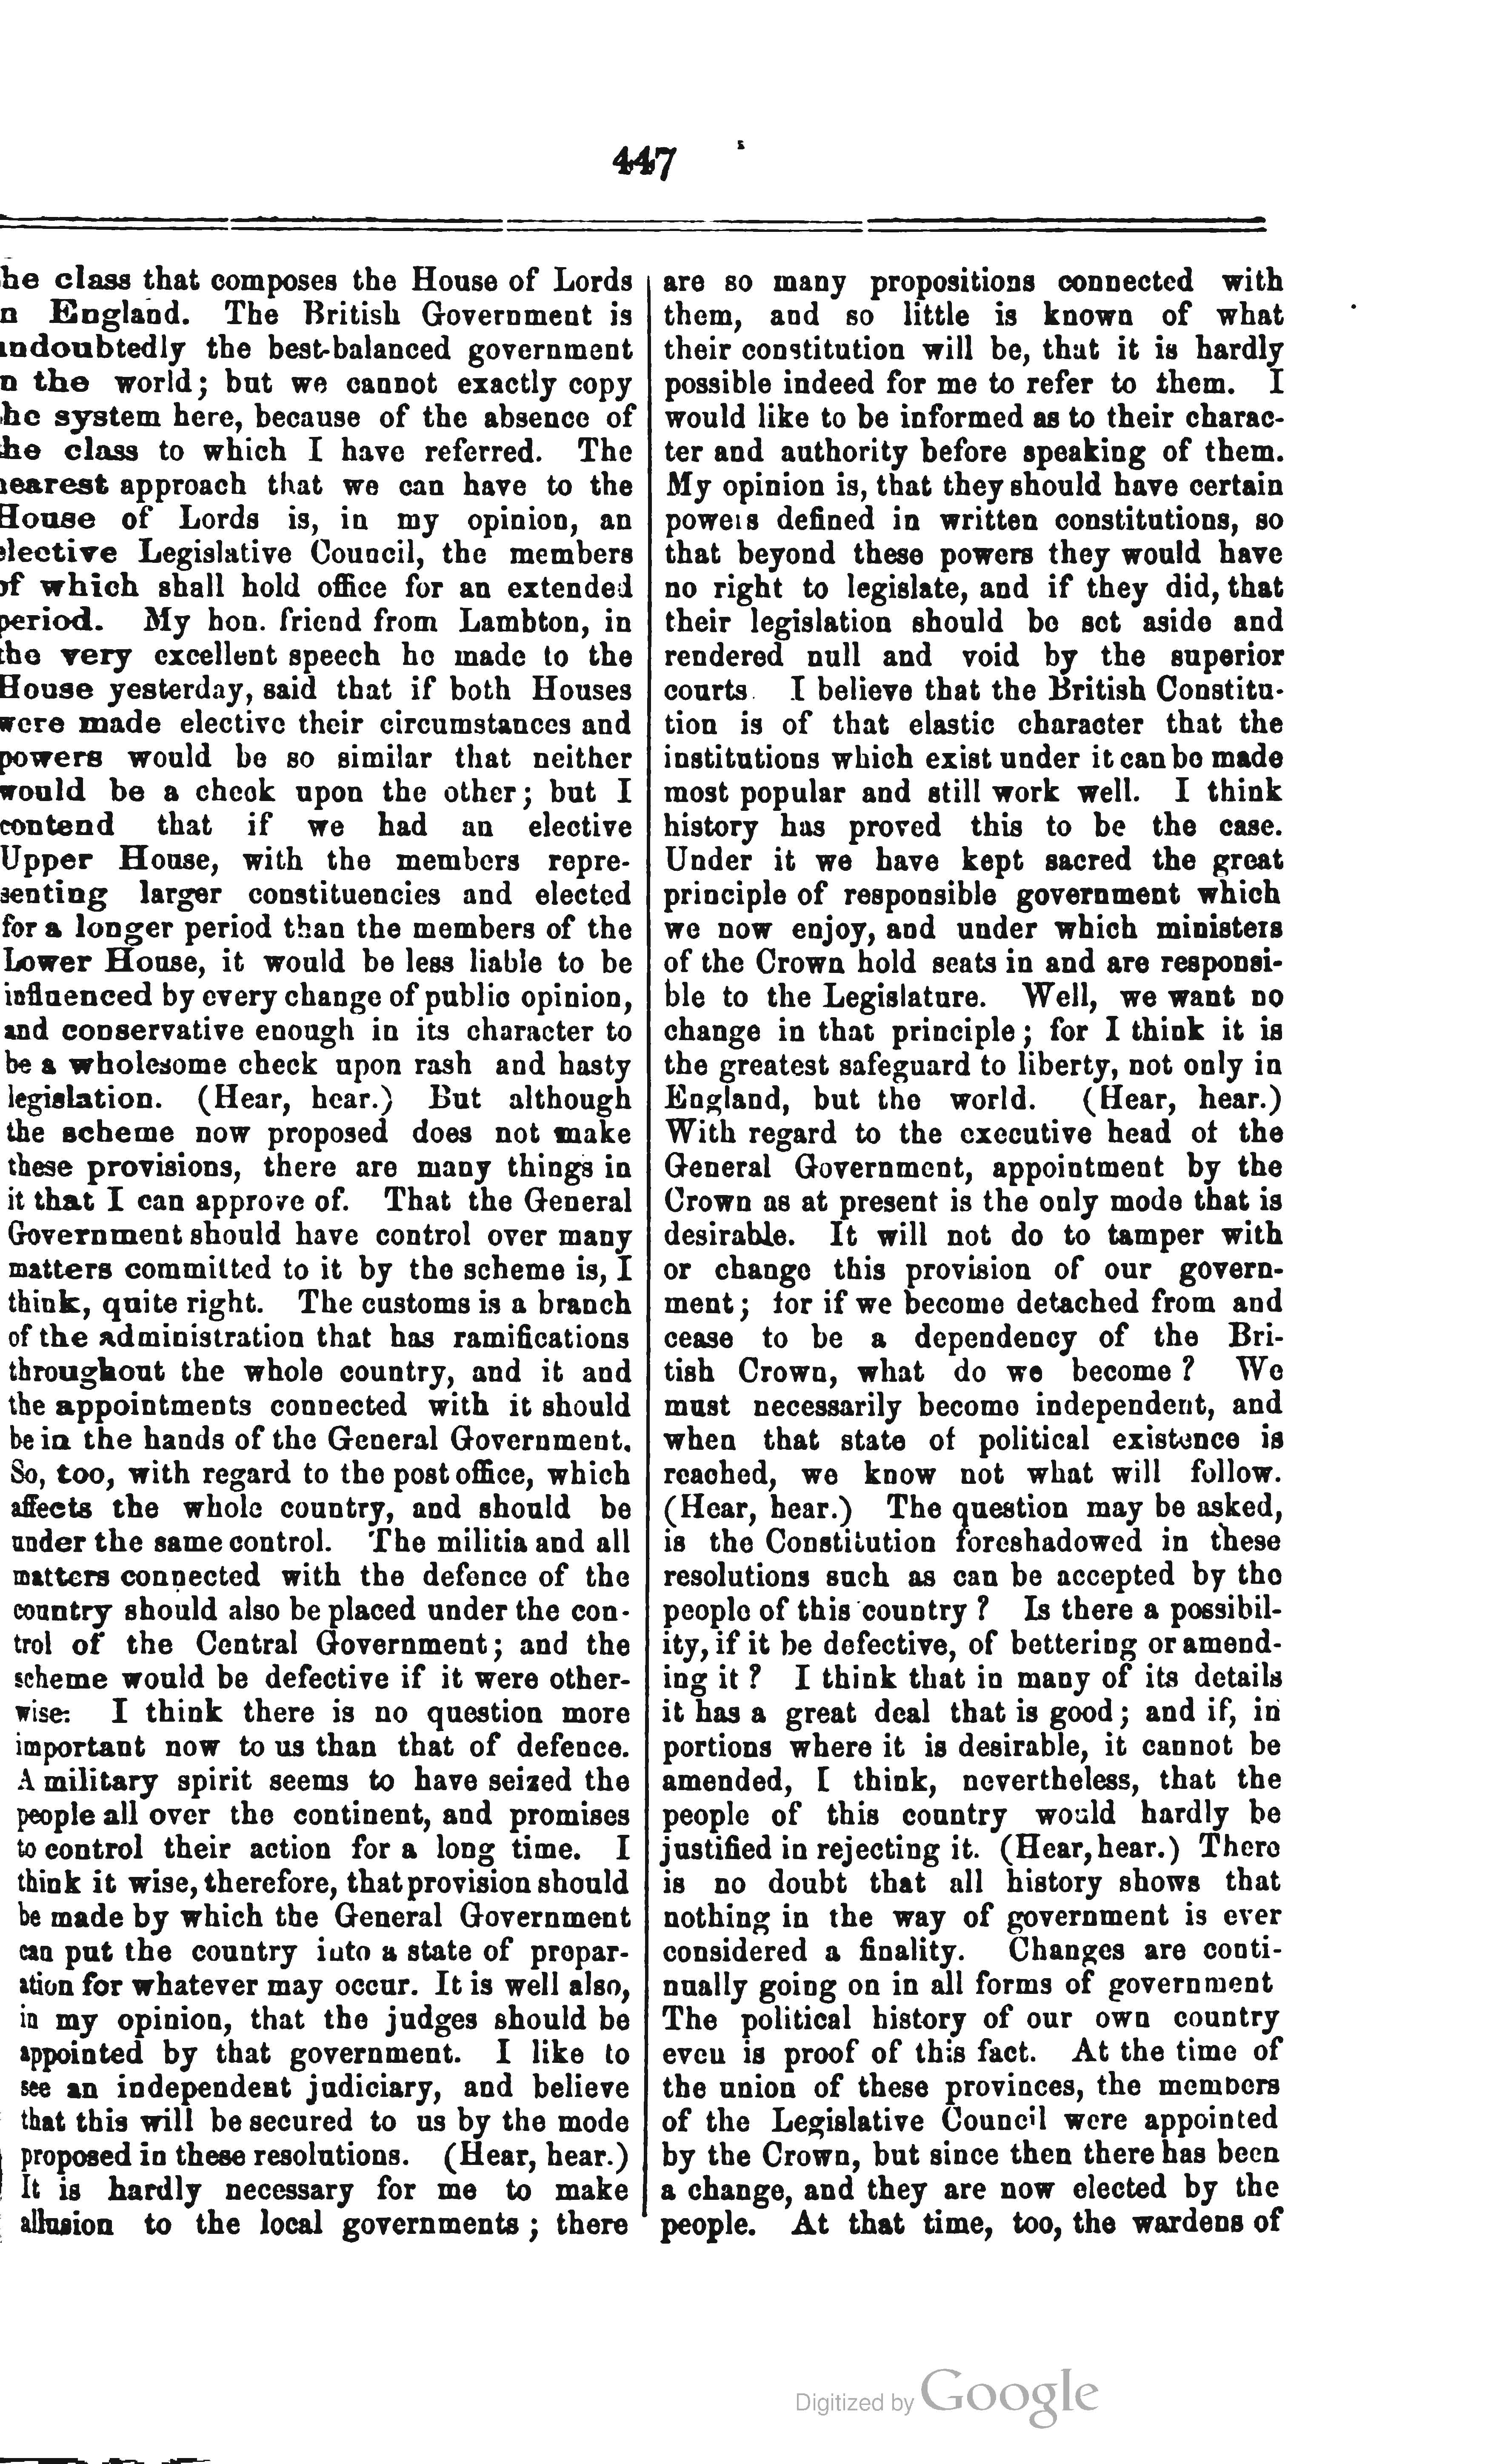 447
he class that composes the House of Lords
n England. The British Government is
ndoubtedly the best-balanced government
n the world; but we cannot exactly copy
he system here, because of the absence of
he class to which I have referred. The
nearest approach that we can have to the
House of Lords is, in my opinion, an
elective Legislative Council, the members
of which shall hold office for an extended
period. My hon. friend from Lambton, in
the very excellent speech he made to the
House yesterday, said that if both Houses
were made elective their circumstances and
powers would be so similar that neither
would be a check upon the other; but I
contend that if we had an elective
Upper House, with the members repre-
senting larger constituencies and elected
for a longer period than the members of the
Lower House, it would be less liable to be
influenced by every change of public opinion,
and conservative enough in its character to
be a wholesome check upon rash and hasty
legislation. (Hear, hear.) But although
the scheme now proposed does not make
these provisions, there are many things in
it that I can approve of. That the General
Government should have control over many
matters committed to it by the scheme is, I
think, quite right. The customs is a branch
of the administration that has ramifications
throughout the whole country, and it and
the appointments connected with it should
be in the hands of the General Government.
So, too, with regard to the post office, which
affects the whole country, and should be
under the same control. The militia and all
matters connected with the defence of the
country should also be placed under the con-
trol of the Central Government; and the
scheme would be defective if it were other-
wise: I think there is no question more
important now to us than that of defence.
A military spirit seems to have seized the
people all over the continent, and promises
to control their action for a long time. I
think it wise, therefore, that provision should
be made by which the General Government
can put the country into a state of prepar-
ation for whatever may occur. It is well also,
in my opinion, that the judges should be
appointed by that government. I like to
see an independent judiciary, and believe
that this will be secured to us by the mode
proposed in these resolutions. (Hear, hear.)
It is hardly necessary for me to make
allusion to the local governments; there
are so many propositions connected with
them, and so little is known of what
their constitution will be, that it is hardly
possible indeed for me to refer to them. I
would like to be informed as to their charac-
ter and authority before speaking of them.
My opinion is, that they should have certain
powers defined in written constitutions, so
that beyond these powers they would have
no right to legislate, and if they did, that
their legislation should be set aside and
rendered null and void by the superior
courts. I believe that the British Constitu-
tion is of that elastic character that the
institutions which exist under it can be made
most popular and still work well. I think
history has proved this to be the case.
Under it we have kept sacred the great
principle of responsible government which
we now enjoy, and under which ministers
of the Crown hold seats in and are responsi-
ble to the Legislature. Well, we want no
change in that principle; for I think it is
the greatest safeguard to liberty, not only in
England, but the world. (Hear, hear.)
With regard to the executive head of the
General Government, appointment by the
Crown as at present is the only mode that is
desirable. It will not do to tamper with
or change this provision of our govern-
ment; for if we become detached from and
cease to be a dependency of the Bri-
tish Crown, what do we become? We
must necessarily become independent, and
when that state of political existence is
reached, we know not what will follow.
(Hear, hear.) The question may be asked,
is the Constitution foreshadowed in these
resolutions such as can be accepted by the
people of this country? Is there a possibil-
ity, if it be defective, of bettering or amend-
ing it? I think that in many of its details
it has a great deal that is good; and if, in
portions where it is desirable, it cannot be
amended, I think, nevertheless, that the
people of this country would hardly be
justified in rejecting it. (Hear, hear.) There
is no doubt that all history shows that
nothing in the way of government is ever
considered a finality. Changes are conti-
nually going on in all forms of government
The political history of our own country
even is proof of this fact. At the time of
the union of these provinces, the members
of the Legislative Council were appointed
by the Crown, but since then there has been
a change, and they are now elected by the
people. At that time, too, the wardens of
Digitized by Google